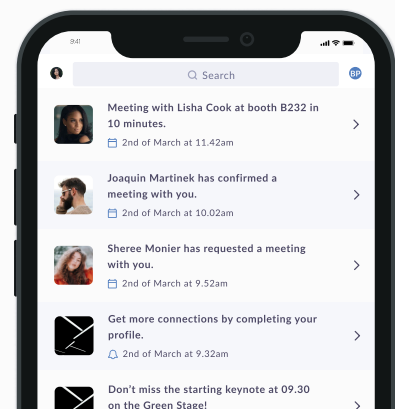 9:41
Search
BP
Meeting with Lisha Cook at booth B232 in
10 minutes.
2nd of March at 11.42am
Joaquin Martinek has confirmed a
meeting with you.
2nd of March at 10.02am
Sheree Monier has requested a meeting
with you.
2nd of March at 9.52am
Get more connections by completing your
profile.
2nd of March at 9.32am
Don’t miss the starting keynote at 09.30
on the Green Stage!